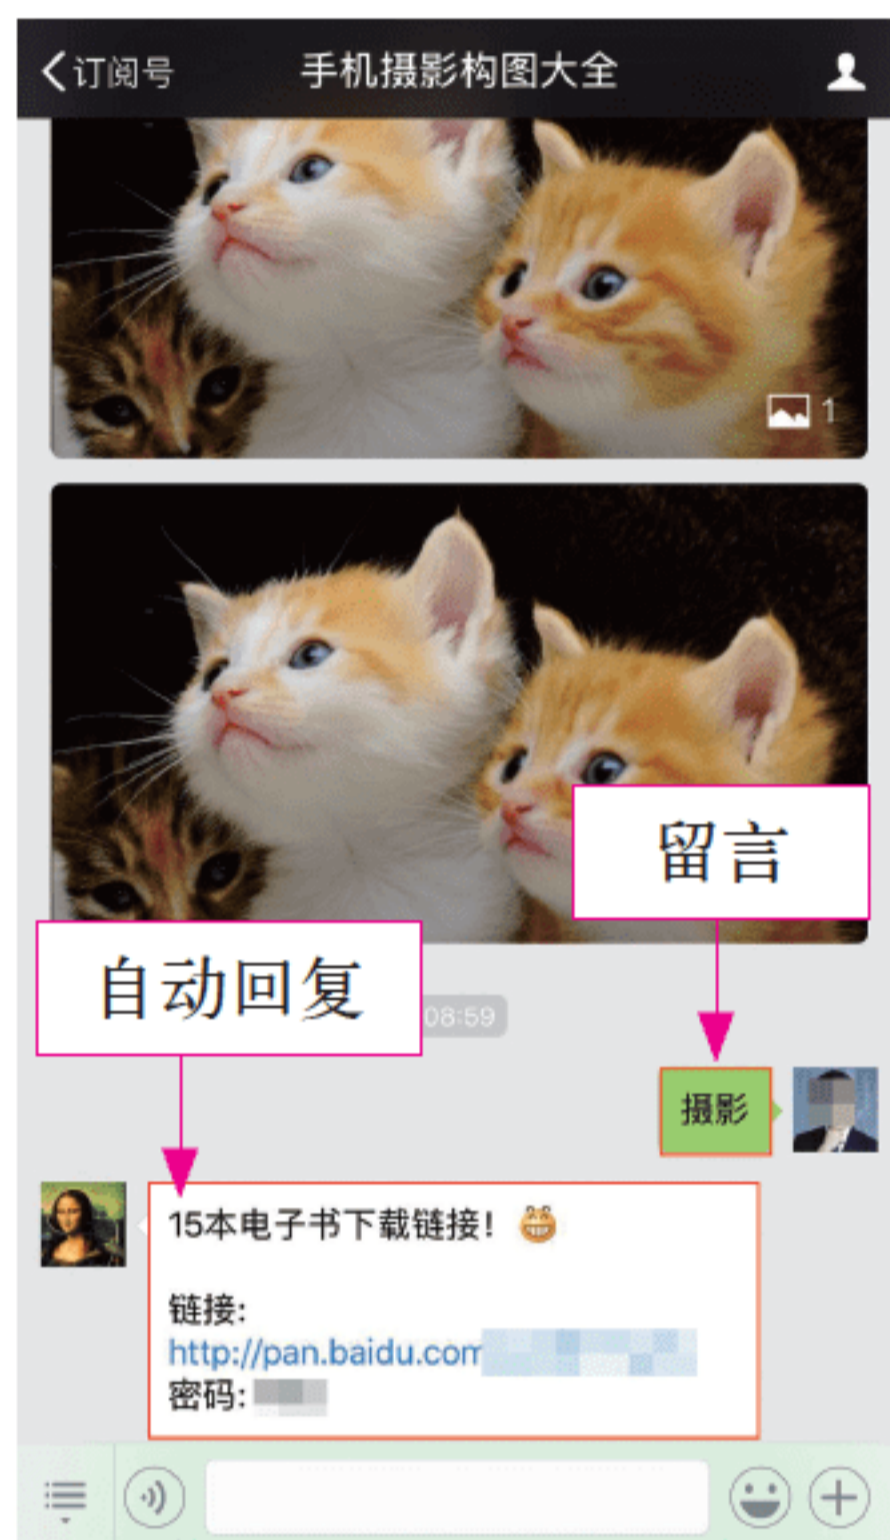 订阅号
手机摄影构图大全
1
留言
自动回复
08:59
摄影
15本电子书下载链接！
链接:
http://pan.baidu.com
密码: